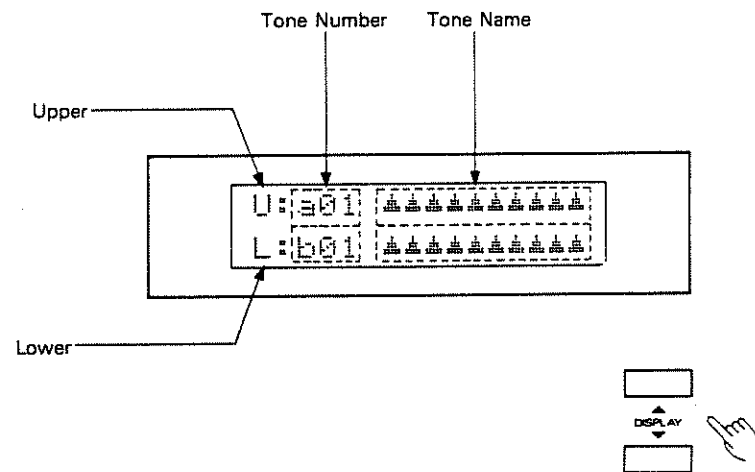 Tone Number Tone Name
Upper
U:a01
L:b01
Lower
DISPLAY